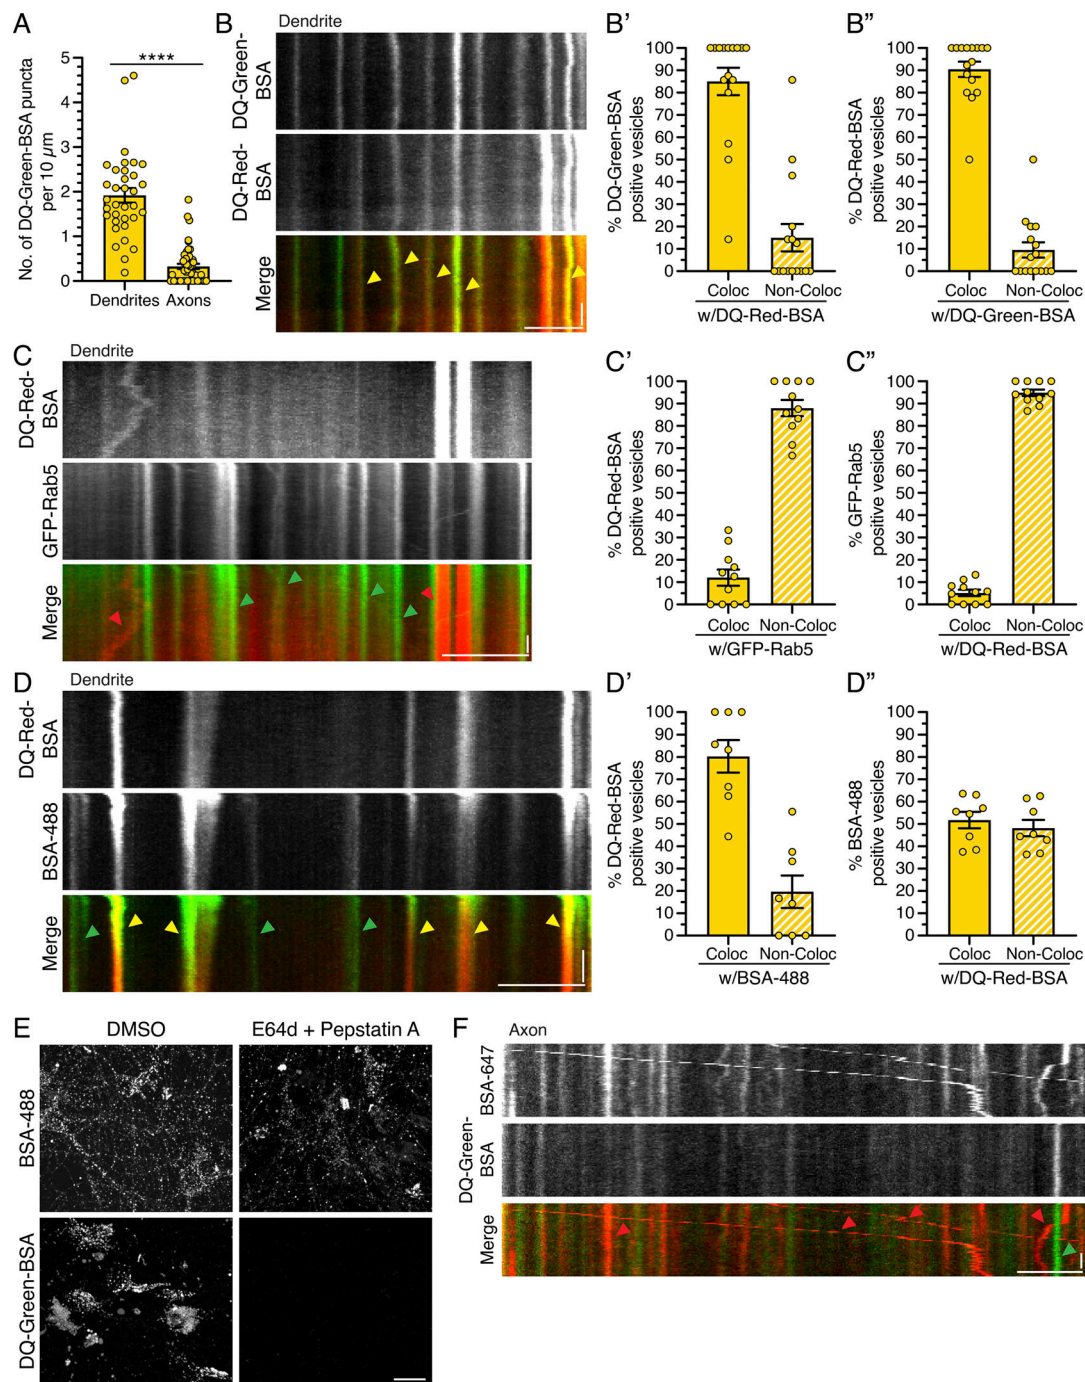 A
****
No. of DQ-Green-BSA puncta
per 10 µm
5
4
3
2
1
0
Dendrites Axons
B
Dendrite
DQ-Green-
BSA
DQ-Red-
BSA
Merge
B'
% DQ-Green-BSA
positive vesicles
100
90
80
70
60
50
40
30
20
10
0
Coloc Non-Coloc
w/DQ-Red-BSA
B"
% DQ-Red-BSA
positive vesicles
100
90
80
70
60
50
40
30
20
10
0
Coloc Non-Coloc
w/DQ-Green-BSA
C
Dendrite
DQ-Red-
BSA
GFP-Rab5
Merge
C'
% DQ-Red-BSA
positive vesicles
100
90
80
70
60
50
40
30
20
10
0
Coloc Non-Coloc
w/GFP-Rab5
C"
% GFP-Rab5
positive vesicles
100
90
80
70
60
50
40
30
20
10
0
Coloc Non-Coloc
w/DQ-Red-BSA
D
Dendrite
DQ-Red-
BSA
BSA-488
Merge
D'
% DQ-Red-BSA
positive vesicles
100
90
80
70
60
50
40
30
20
10
0
Coloc Non-Coloc
w/BSA-488
D"
% BSA-488
positive vesicles
100
90
80
70
60
50
40
30
20
10
0
Coloc Non-Coloc
w/DQ-Red-BSA
E
DMSO
E64d + Pepstatin A
BSA-488
DQ-Green-BSA
F
Axon
BSA-647
DQ-Green-
BSA
Merge